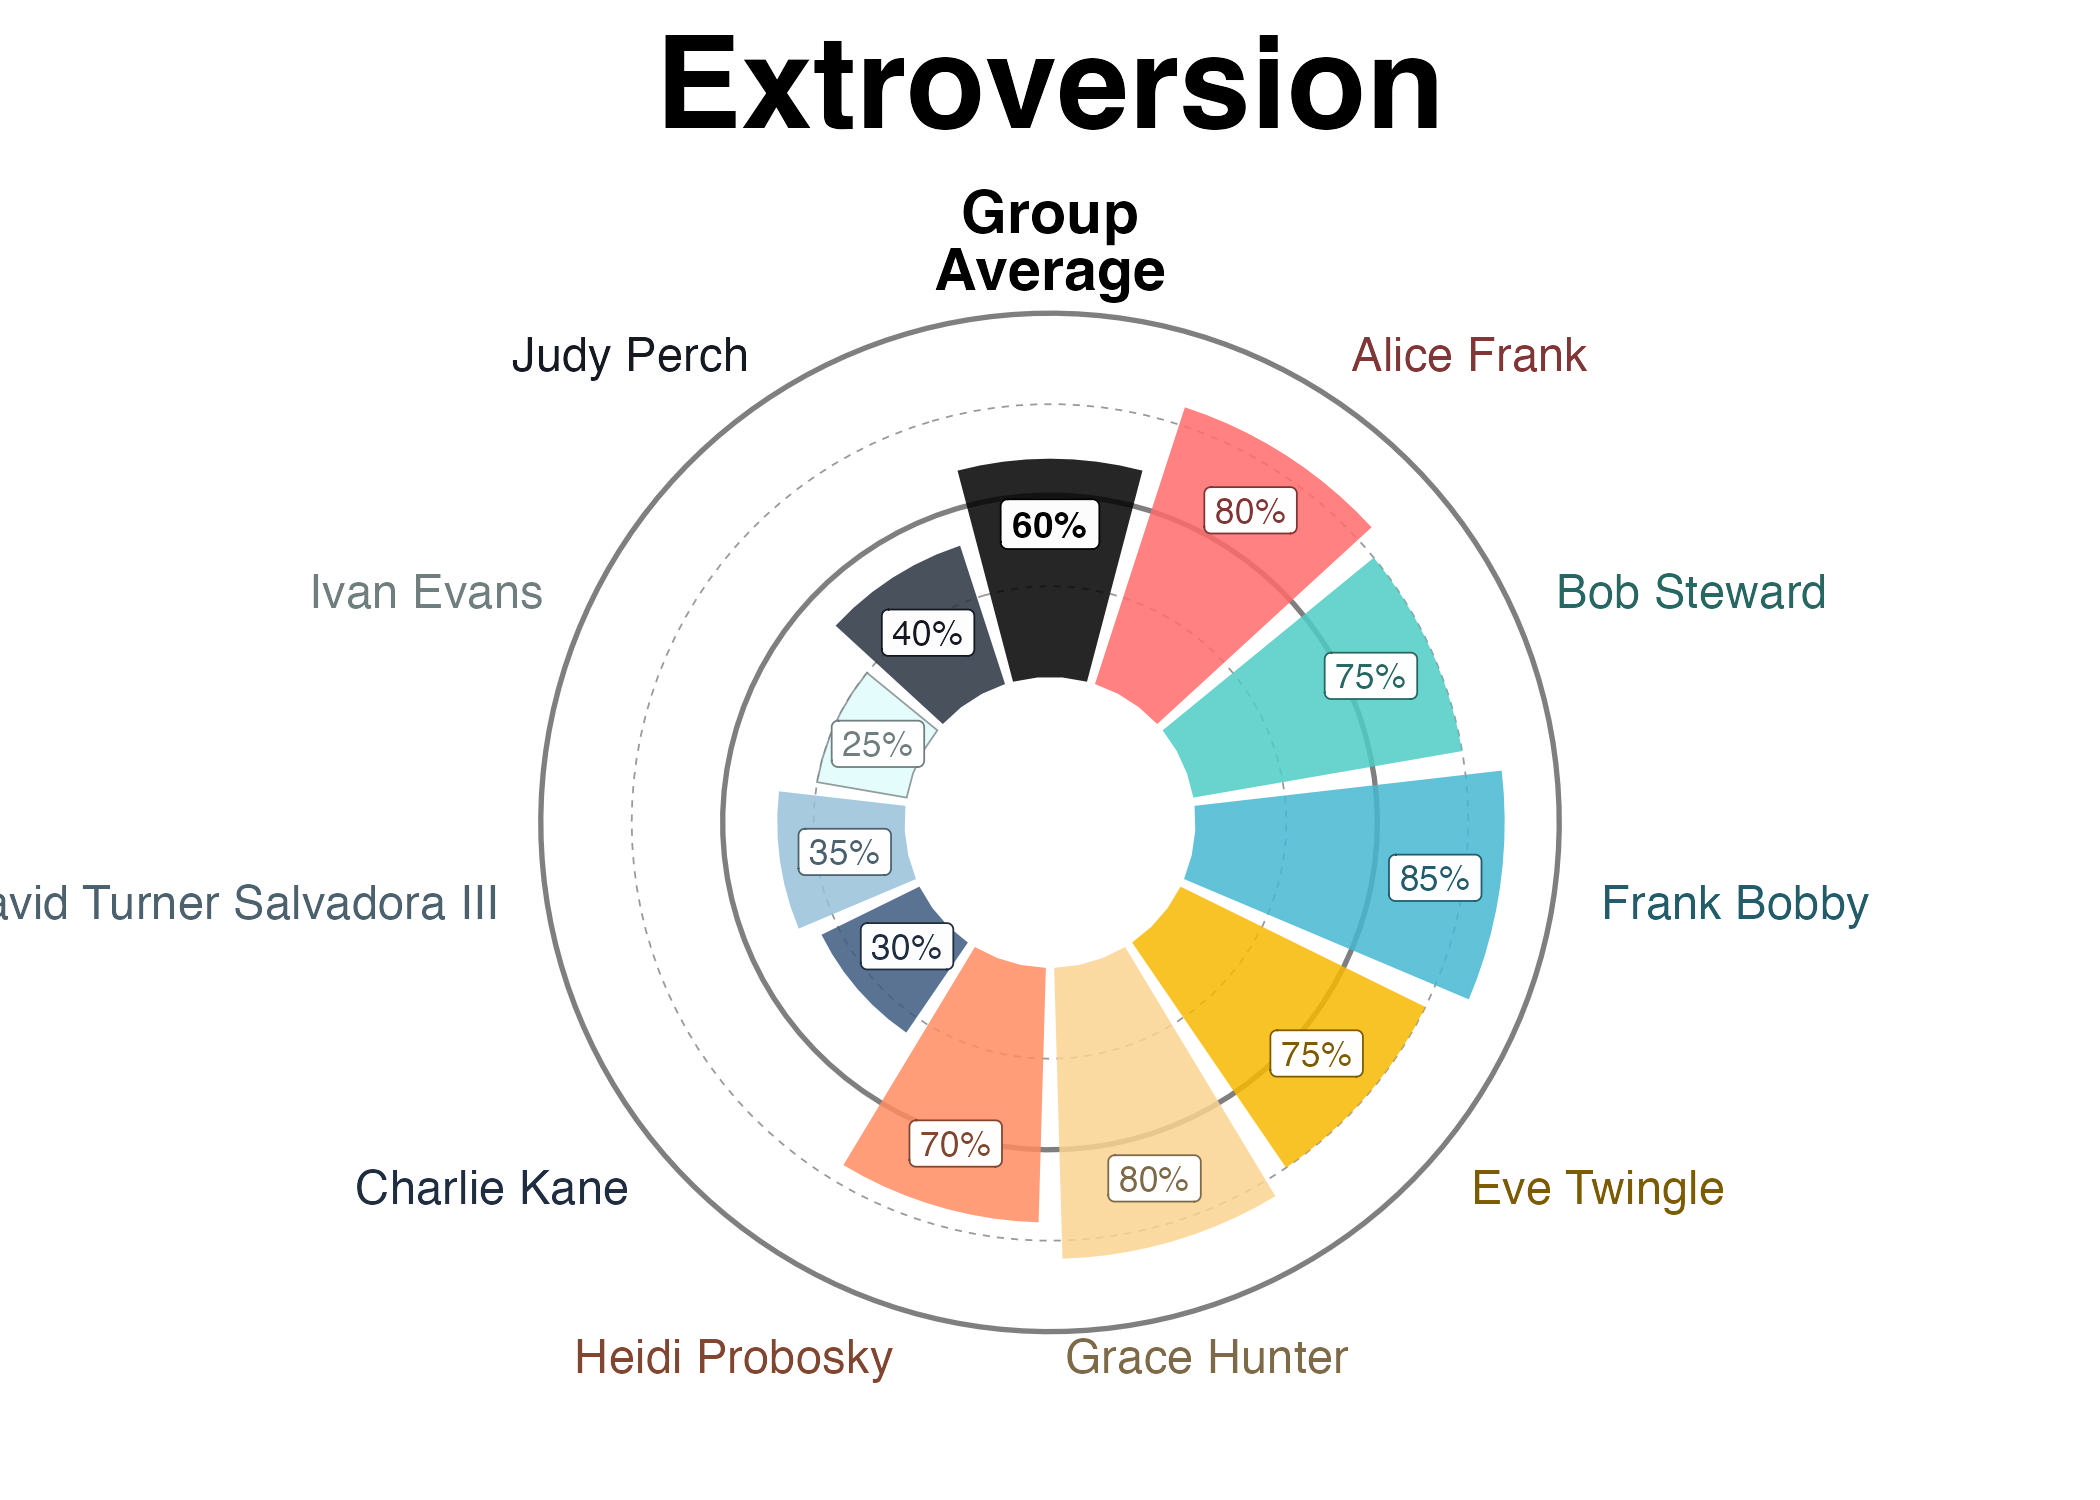 Extroversion
Group
Average
Judy Perch
Alice Frank
Ivan Evans
Bob Steward
Turner Salvadora III
Frank Bobby
Charlie Kane
Eve Twingle
Heidi Probosky
Grace Hunter
60%
80%
75%
85%
75%
80%
70%
30%
35%
25%
40%